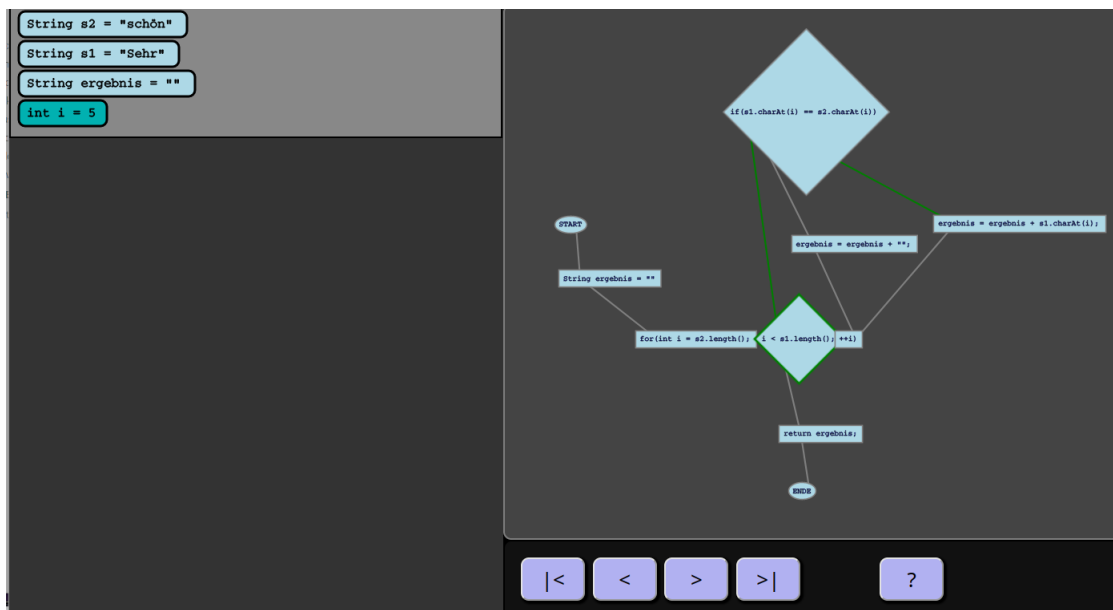 String s2 = "schön"
String s1 = "Sehr"
String ergebnis = ""
int i = 5
if(s1.charAt(i) == s2.charAt(i))
START
ergebnis = ergebnis + s1.charAt(i);
ergebnis = ergebnis + "";
String ergebnis = ""
for(int i = s2.length(); i < s1.length(); ++i)
return ergebnis;
ENDE
|< < > >| ?